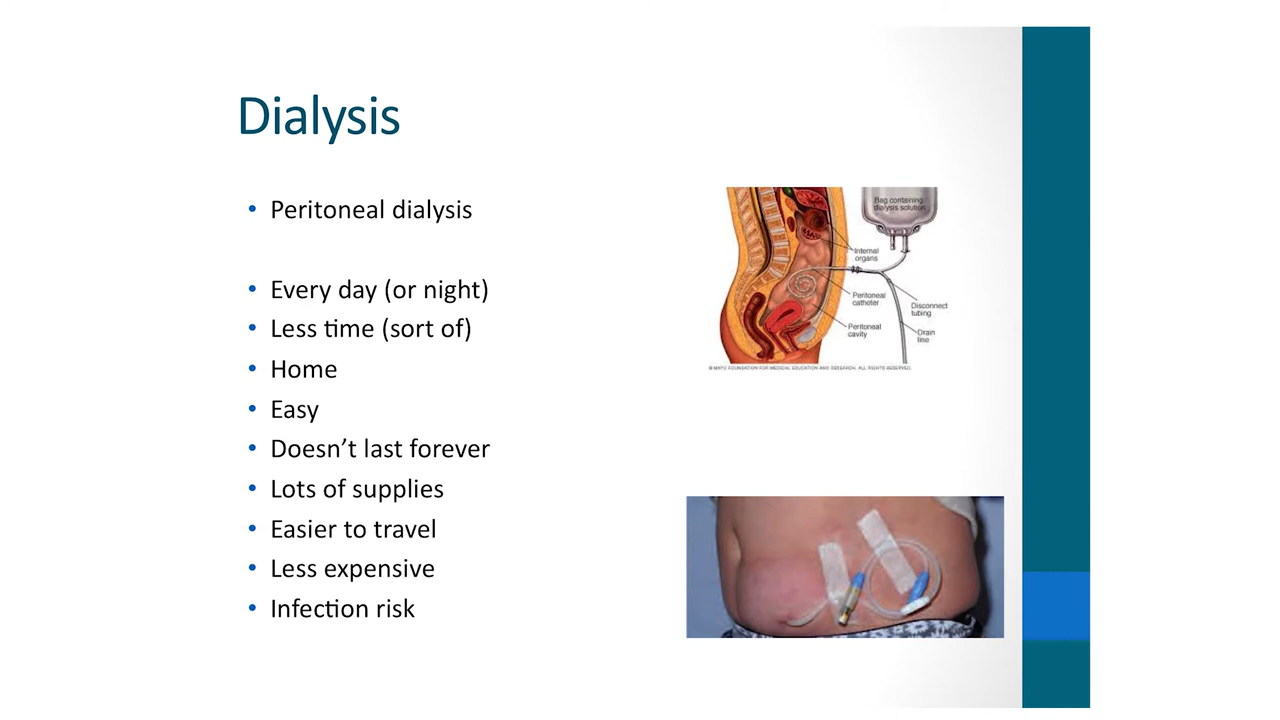 Dialysis
• Peritoneal dialysis
• Every day (or night)
• Less time (sort of)
• Home
• Easy
• Doesn’t last forever
• Lots of supplies
• Easier to travel
• Less expensive
• Infection risk
Bag containing
dialysis solution
Internal
organs
Peritoneal
catheter
Disconnect
tubing
Peritoneal
cavity
Drain
line
© MAYO FOUNDATION FOR MEDICAL EDUCATION AND RESEARCH. ALL RIGHTS RESERVED.